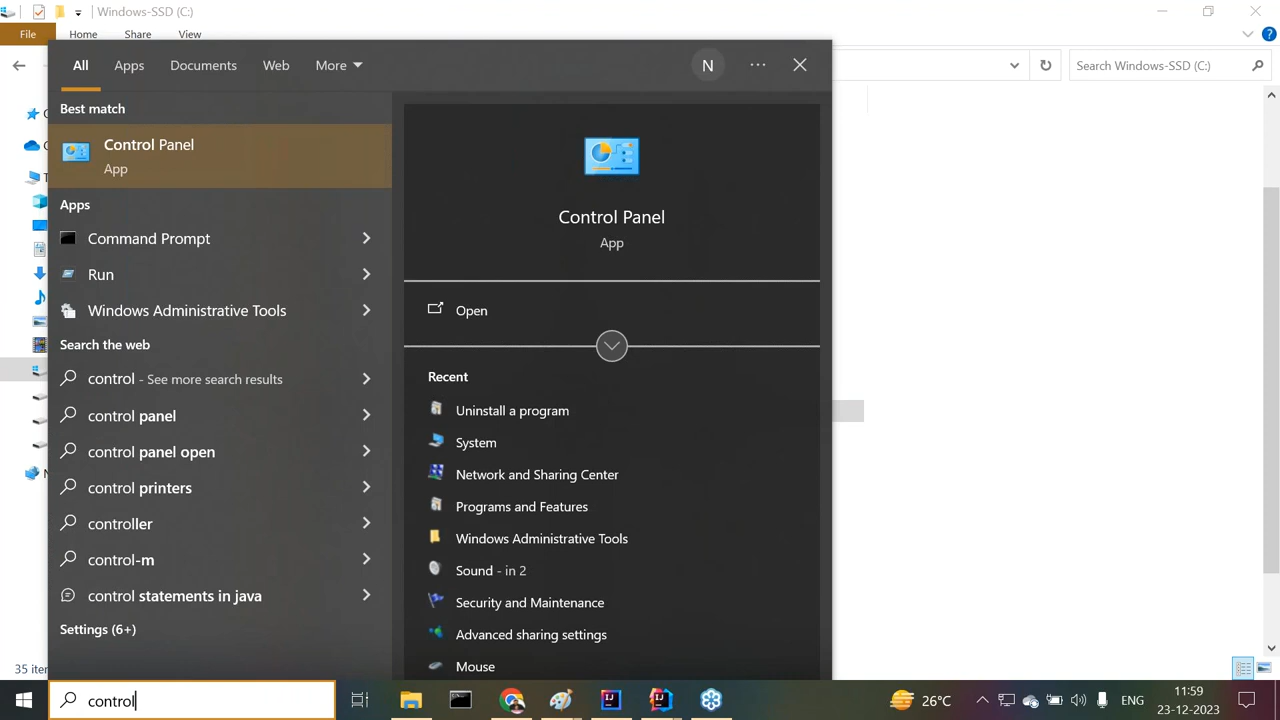 Windows-SSD (C:)
File Home Share View
Search Windows-SSD (C:)
All Apps Documents Web More N
Best match
Control Panel
App
Apps
Command Prompt
Run
Windows Administrative Tools
Search the web
control - See more search results
control panel
control panel open
control printers
controller
control-m
control statements in java
Settings (6+)
Control Panel
App
Open
Recent
Uninstall a program
System
Network and Sharing Center
Programs and Features
Windows Administrative Tools
Sound - in 2
Security and Maintenance
Advanced sharing settings
Mouse
control
26°C
ENG
11:59
23-12-2023